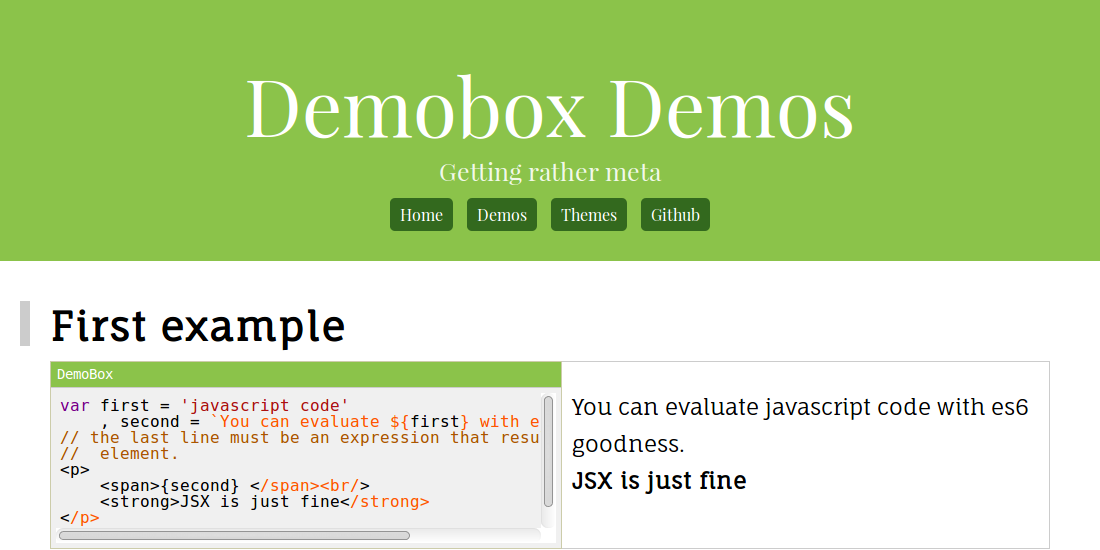 Demobox Demos
Getting rather meta
Home Demos Themes Github
First example
DemoBox
var first = 'javascript code'
, second = `You can evaluate ${first} with e
// the last line must be an expression that resu
//  element.
<p>
<span>{second} </span><br/>
<strong>JSX is just fine</strong>
</p>
You can evaluate javascript code with es6
goodness.
JSX is just fine